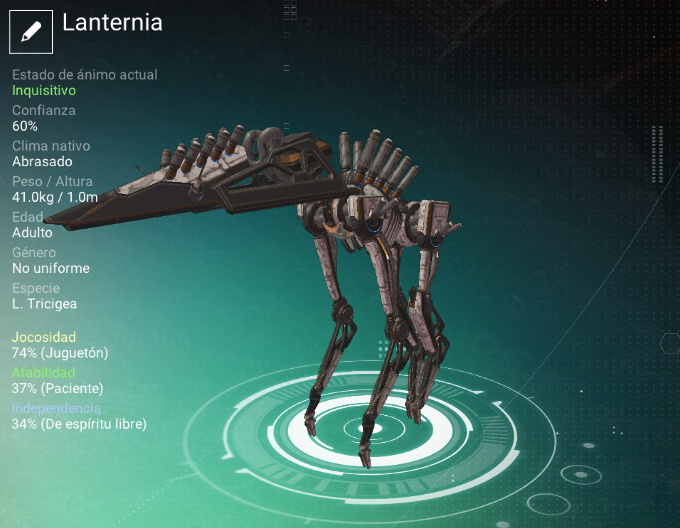 Lanternia
Estado de ánimo actual
Inquisitivo
Confianza
60%
Clima nativo
Abrasado
Peso / Altura
41.0kg / 1.0m
Edad
Adulto
Género
No uniforme
Especie
L. Tricigea
Jocosidad
74% (Juguetón)
Afabilidad
37% (Paciente)
Independencia
34% (De espíritu libre)